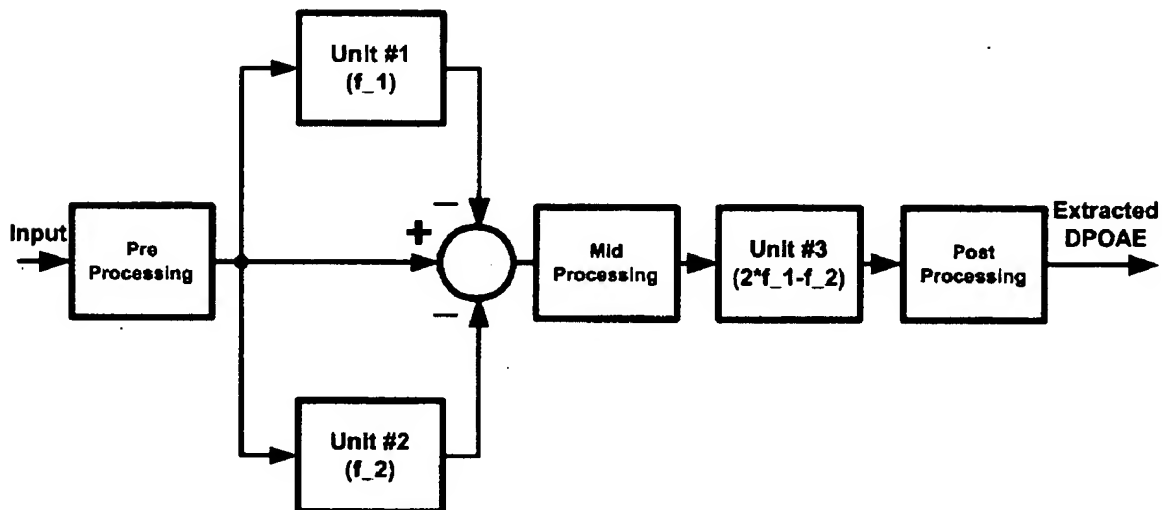 Unit #1
(f_1)
−
+
Input
Pre
Processing
Mid
Processing
Unit #3
(2*f_1-f_2)
Post
Processing
Extracted
DPOAE
−
Unit #2
(f_2)